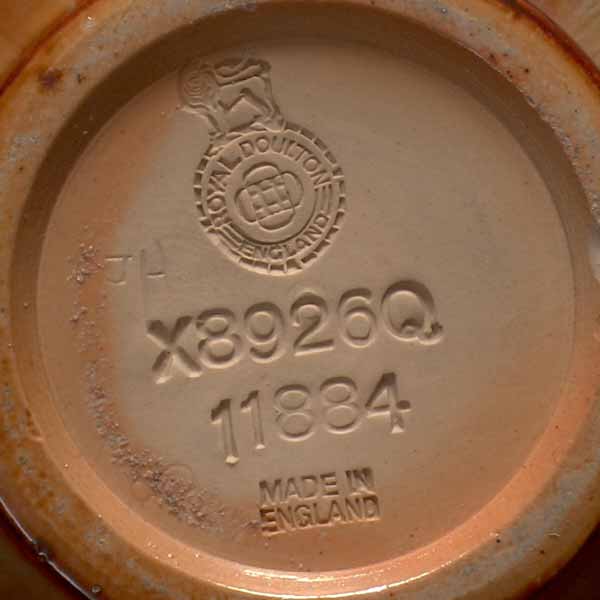 ROYAL DOULTON
ENGLAND
JH
X8926Q
11884
MADE IN
ENGLAND